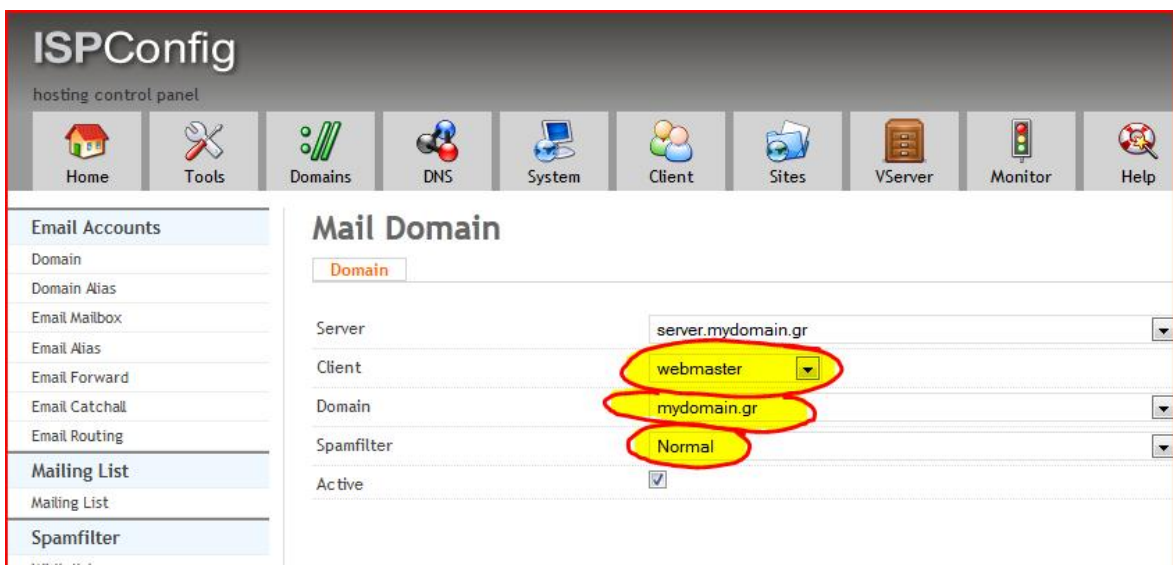 ISPConfig
hosting control panel
Home Tools Domains DNS System Client Sites VServer Monitor Help
Email Accounts
Domain
Domain Alias
Email Mailbox
Email Alias
Email Forward
Email Catchall
Email Routing
Mailing List
Mailing List
Spamfilter
Mail Domain
Domain
Server server.mydomain.gr
Client webmaster
Domain mydomain.gr
Spamfilter Normal
Active